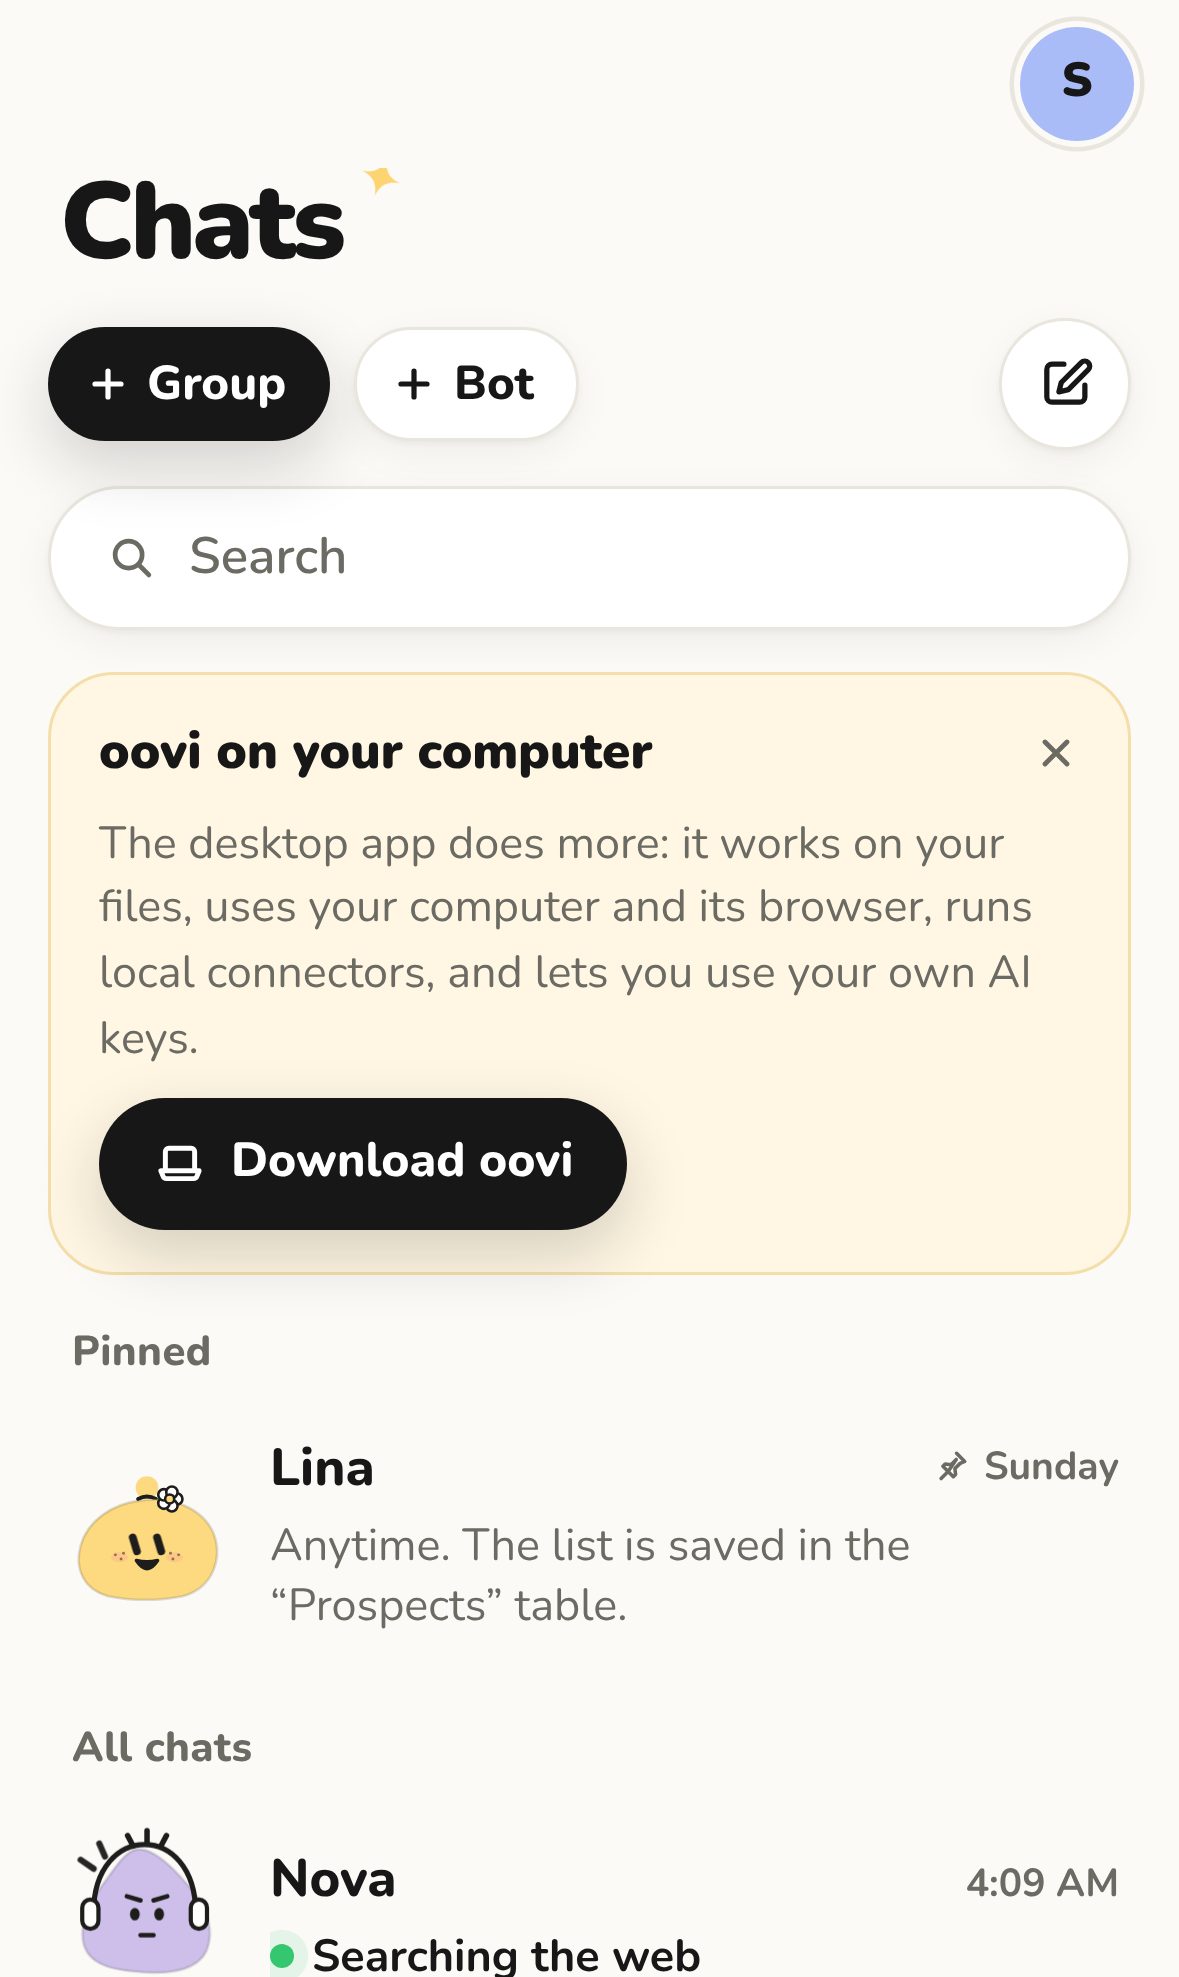 S
Chats
Group
Bot
Search
oovi on your computer
The desktop app does more: it works on your
files, uses your computer and its browser, runs
local connectors, and lets you use your own AI
keys.
Download oovi
Pinned
Lina
Sunday
Anytime. The list is saved in the
“Prospects” table.
All chats
Nova
4:09 AM
Searching the web